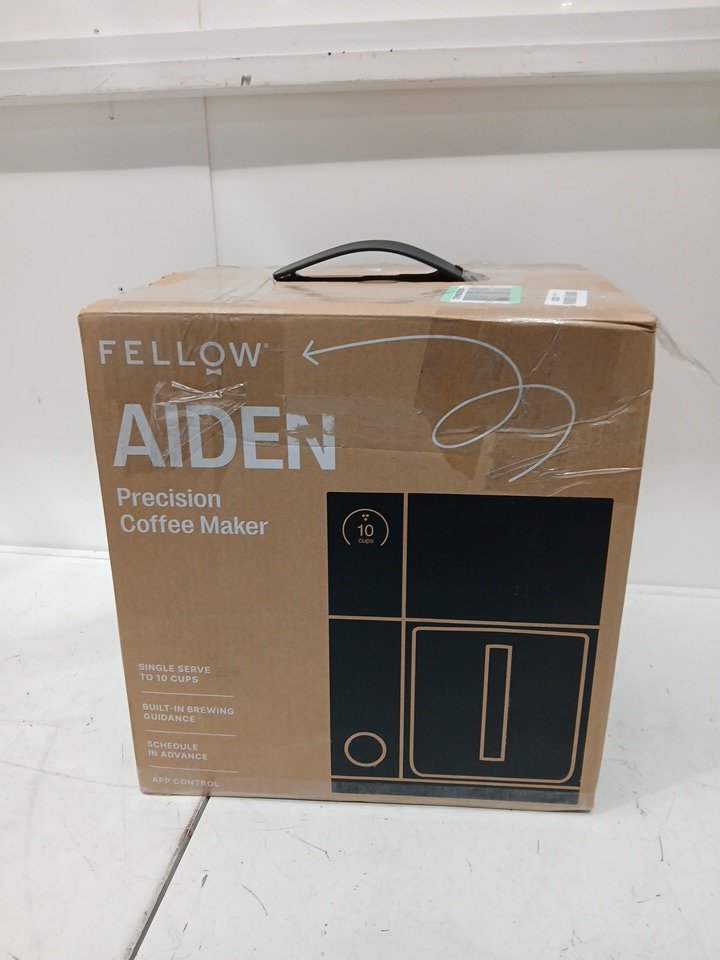 FELLOW®
AIDEN
Precision
Coffee Maker
10
cups
SINGLE SERVE
TO 10 CUPS
BUILT-IN BREWING
GUIDANCE
SCHEDULE
IN ADVANCE
APP CONTROL